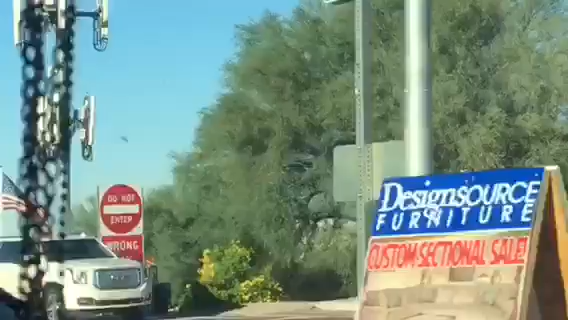 DO NOT
ENTER
WRONG
DesignSOURCE
FURNITURE
CUSTOM SECTIONAL SALE!